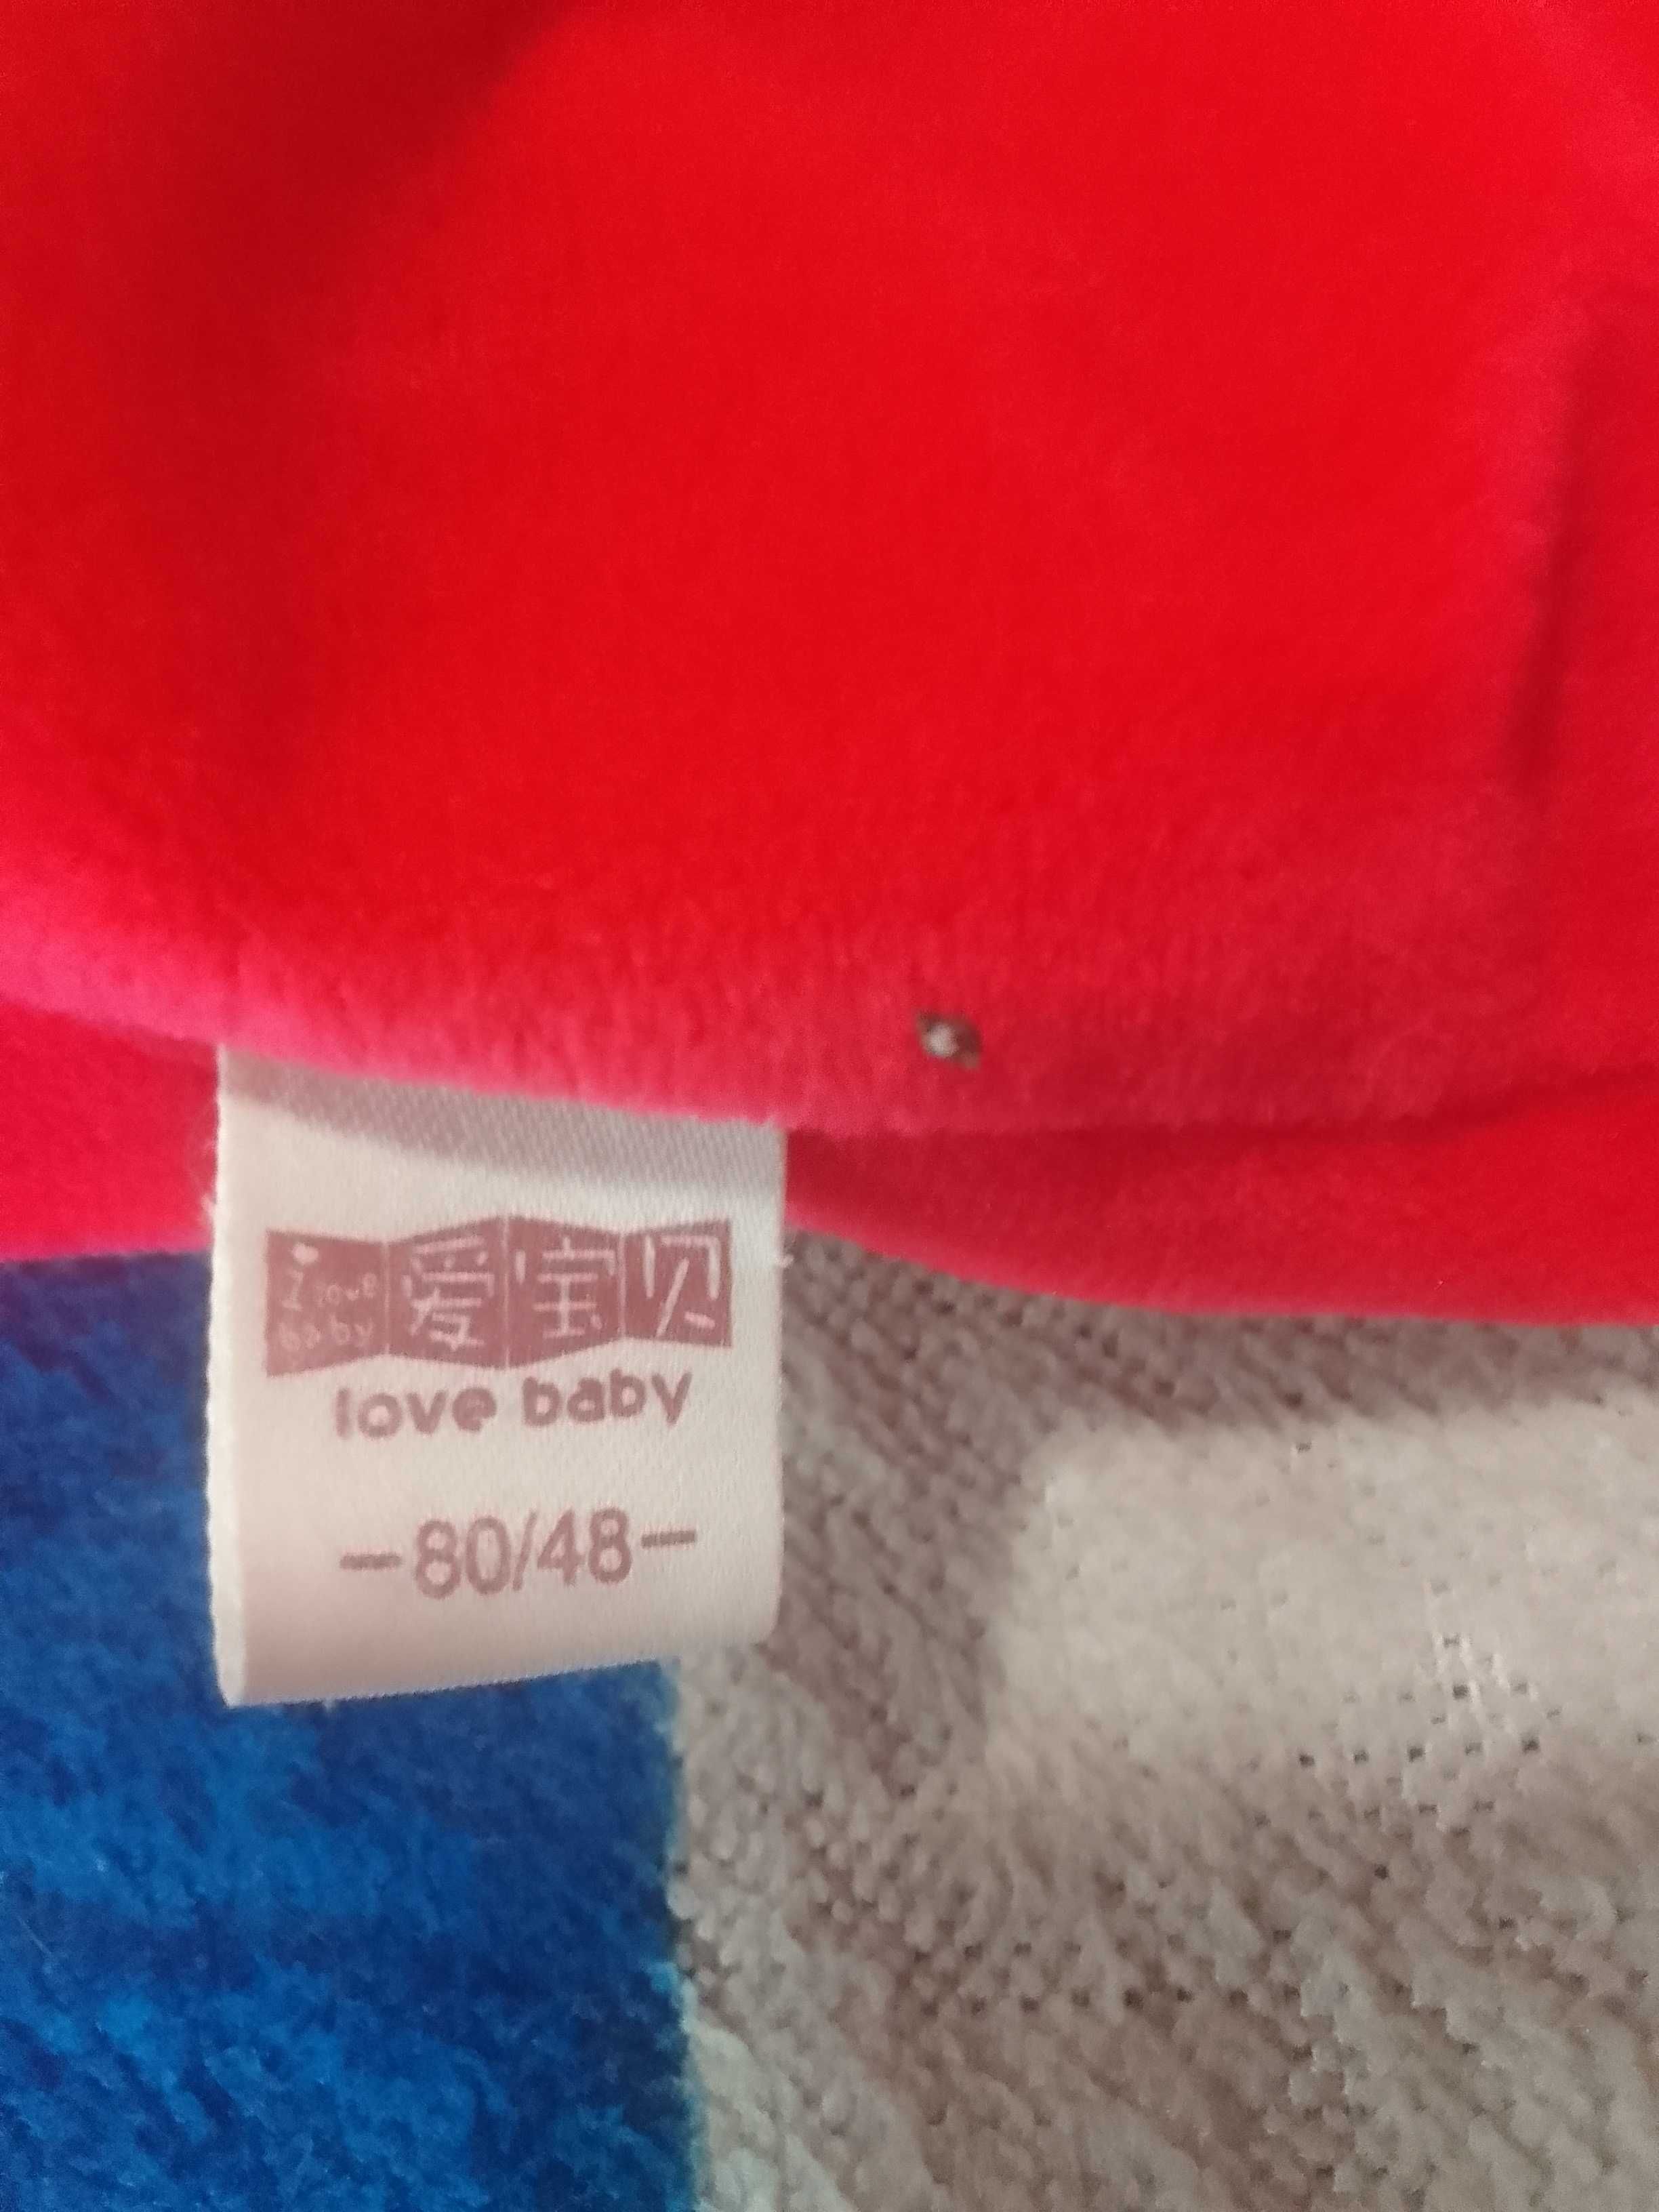 I love
baby
爱宝贝
love baby
-80/48-